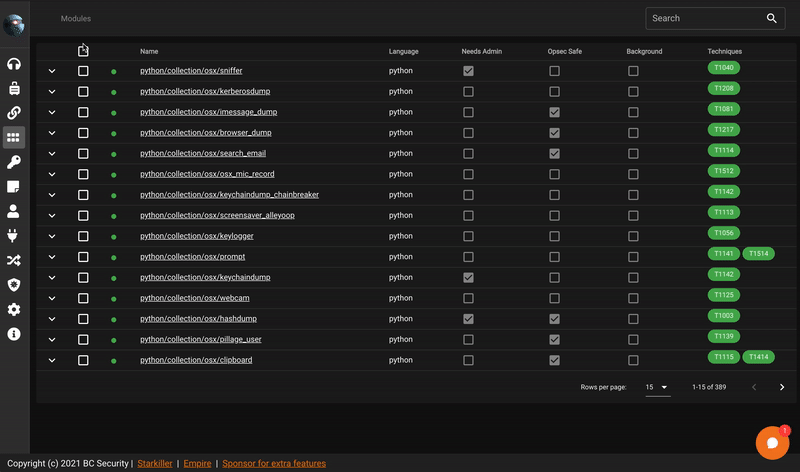 Modules
Search
Name Language Needs Admin Opsec Safe Background Techniques
python/collection/osx/sniffer python T1040
python/collection/osx/kerberosdump python T1208
python/collection/osx/imessage_dump python T1081
python/collection/osx/browser_dump python T1217
python/collection/osx/search_email python T1114
python/collection/osx/osx_mic_record python T1512
python/collection/osx/keychaindump_chainbreaker python T1142
python/collection/osx/screensaver_alleyoop python T1113
python/collection/osx/keylogger python T1056
python/collection/osx/prompt python T1141 T1514
python/collection/osx/keychaindump python T1142
python/collection/osx/webcam python T1125
python/collection/osx/hashdump python T1003
python/collection/osx/pillage_user python T1139
python/collection/osx/clipboard python T1115 T1414
Rows per page: 15 1-15 of 389
1
Copyright (c) 2021 BC Security | Starkiller | Empire | Sponsor for extra features